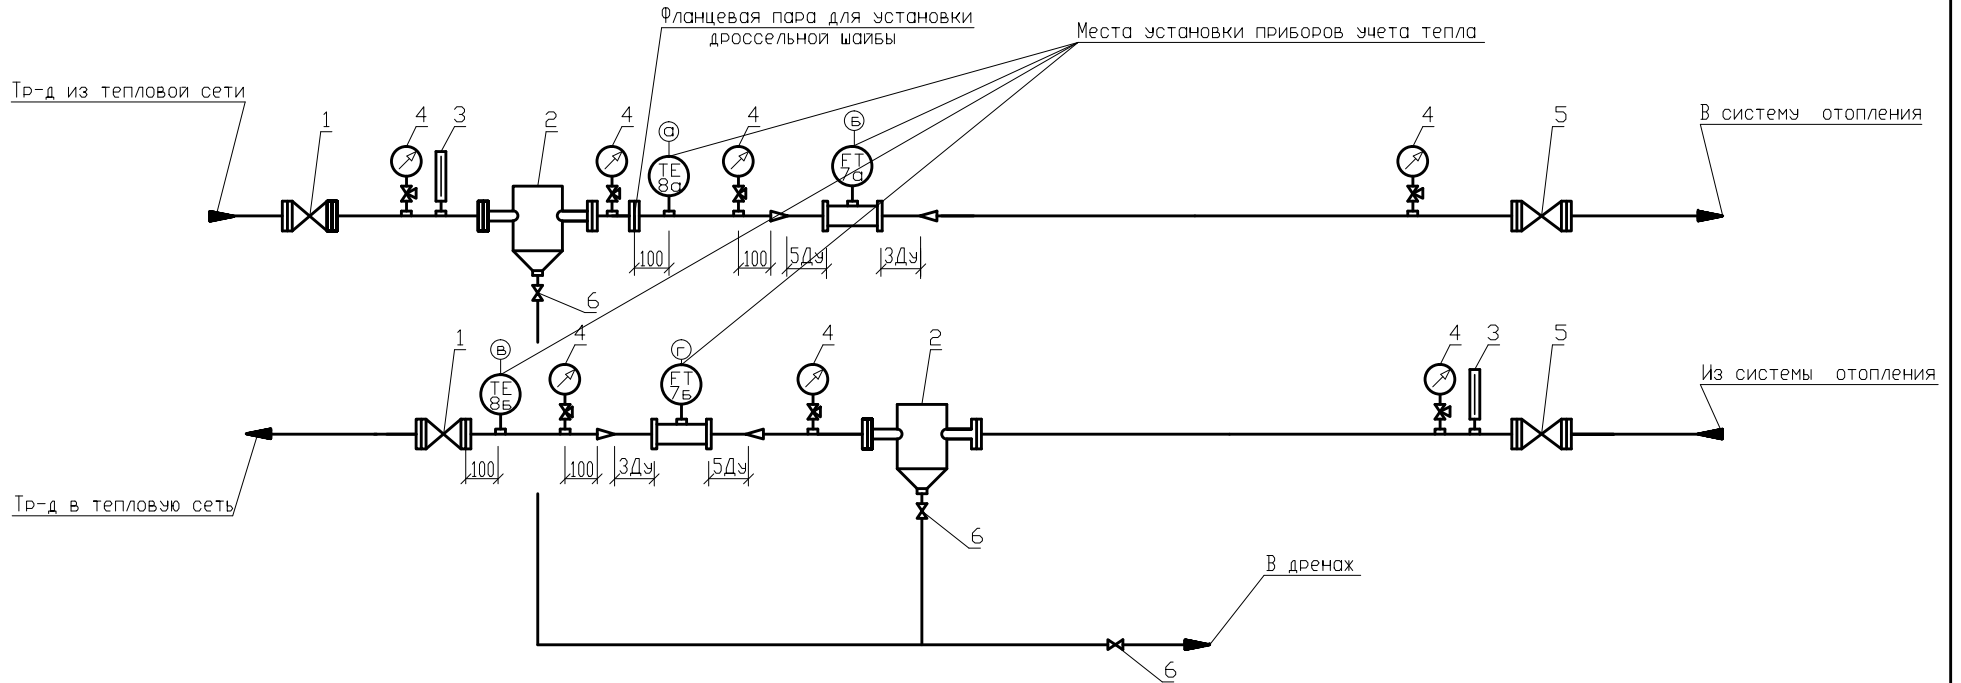 Фланцевая пара для установки
дроссельной шайбы
Места установки приборов учета тепла
Тр-д из тепловой сети
В систему отопления
1
4
3
2
4
а
4
б
4
5
TE
8а
FT
7а
100
100
5Ду
3Ду
6
1
в
4
г
4
2
4
3
5
Из системы отопления
TE
8б
FT
7б
100
100
3Ду
5Ду
Тр-д в тепловую сеть
6
В дренаж
6